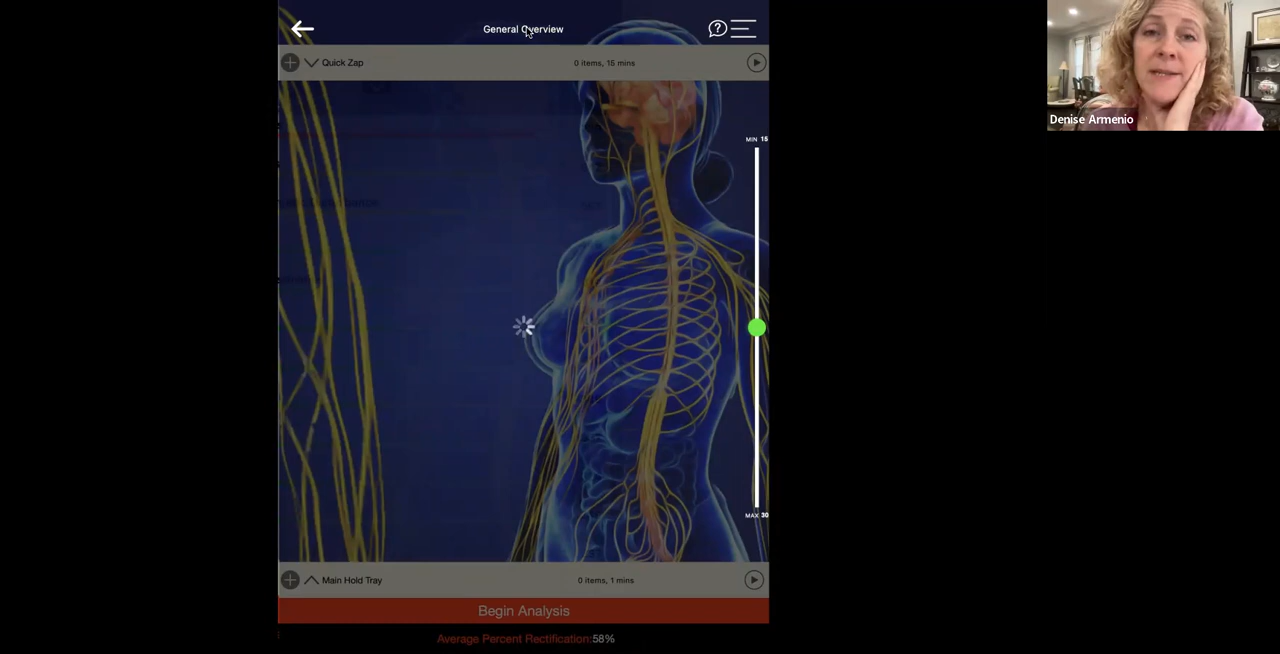 General Overview
Quick Zap
0 items, 15 mins
MIN 15
MAX 30
Main Hold Tray
0 items, 1 mins
Begin Analysis
Average Percent Rectification:58%
Denise Armenio